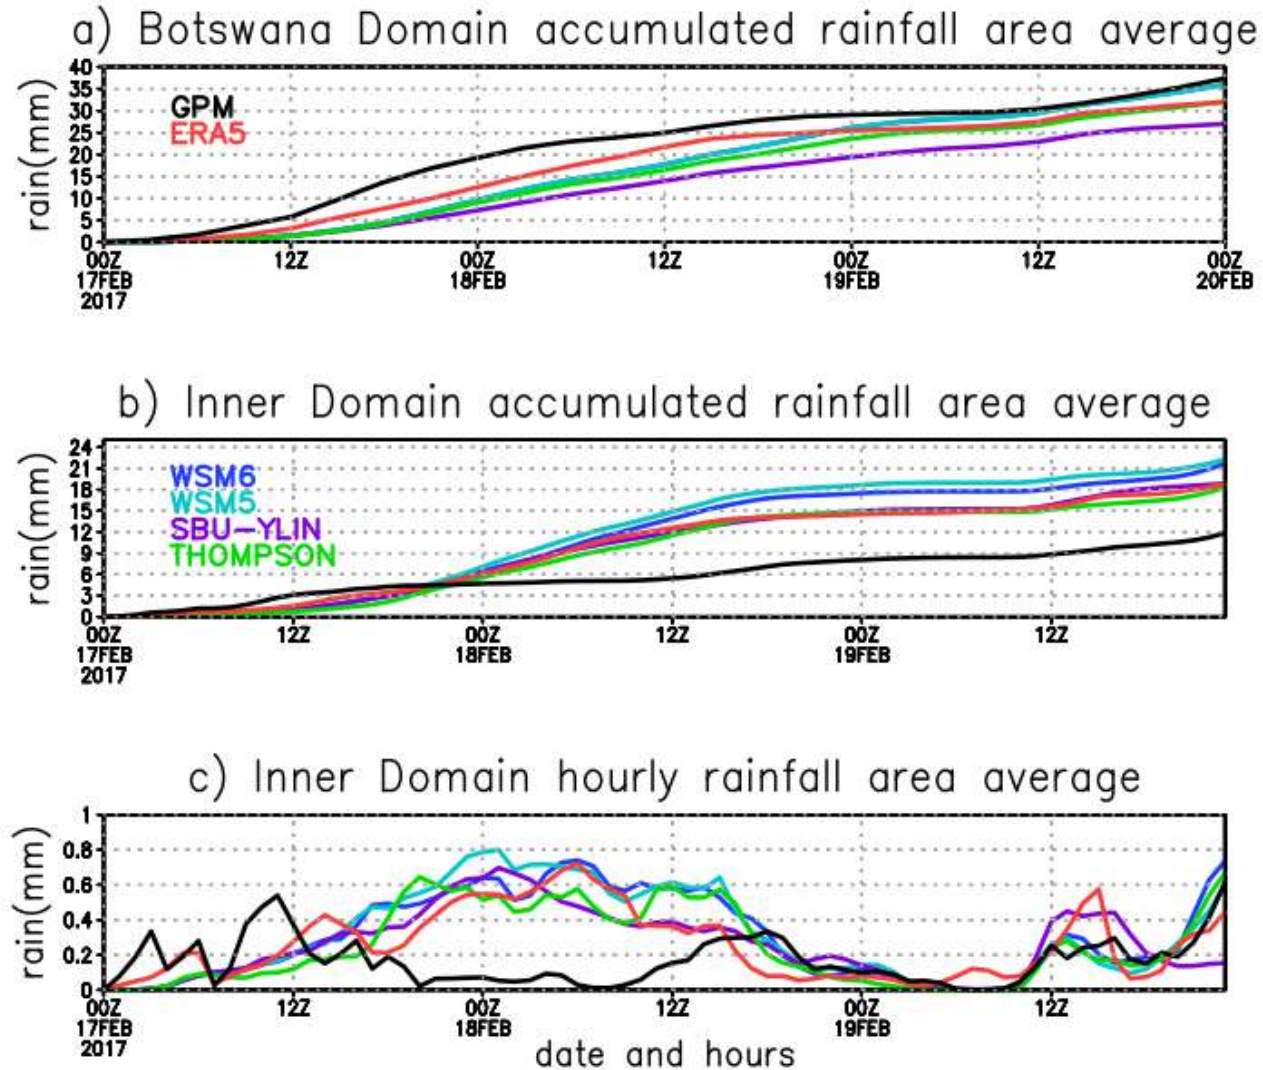 a) Botswana Domain accumulated rainfall area average
rain(mm)
40
35
30
25
20
15
10
5
0
GPM
ERA5
00Z 12Z 00Z 12Z 00Z 12Z 00Z
17FEB 18FEB 19FEB 20FEB
2017
b) Inner Domain accumulated rainfall area average
rain(mm)
24
21
18
15
12
9
6
3
0
WSM6
WSM5
SBU-YLIN
THOMPSON
00Z 12Z 00Z 12Z 00Z 12Z
17FEB 18FEB 19FEB
2017
c) Inner Domain hourly rainfall area average
rain(mm)
1
0.8
0.6
0.4
0.2
0
00Z 12Z 00Z 12Z 00Z 12Z
17FEB 18FEB 19FEB
2017
date and hours